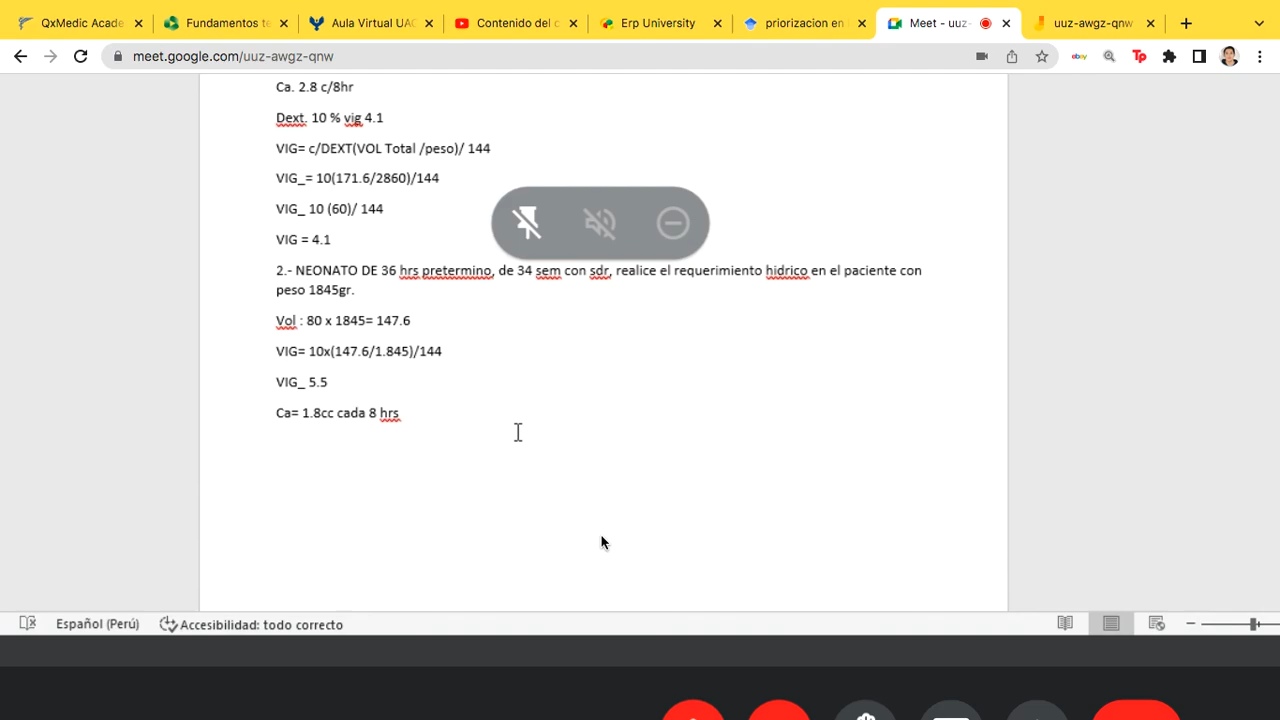 QxMedic Acade
Fundamentos te
Aula Virtual UAC
Contenido del c
Erp University
priorizacion en
Meet - uuz-
uuz-awgz-qnw
meet.google.com/uuz-awgz-qnw
ebay
Tp
Ca. 2.8 c/8hr
Dext. 10 % vig 4.1
VIG= c/DEXT(VOL Total /peso)/ 144
VIG_= 10(171.6/2860)/144
VIG_ 10 (60)/ 144
VIG = 4.1
2.- NEONATO DE 36 hrs pretermino, de 34 sem con sdr, realice el requerimiento hidrico en el paciente con
peso 1845gr.
Vol : 80 x 1845= 147.6
VIG= 10x(147.6/1.845)/144
VIG_ 5.5
Ca= 1.8cc cada 8 hrs
Español (Perú)
Accesibilidad: todo correcto